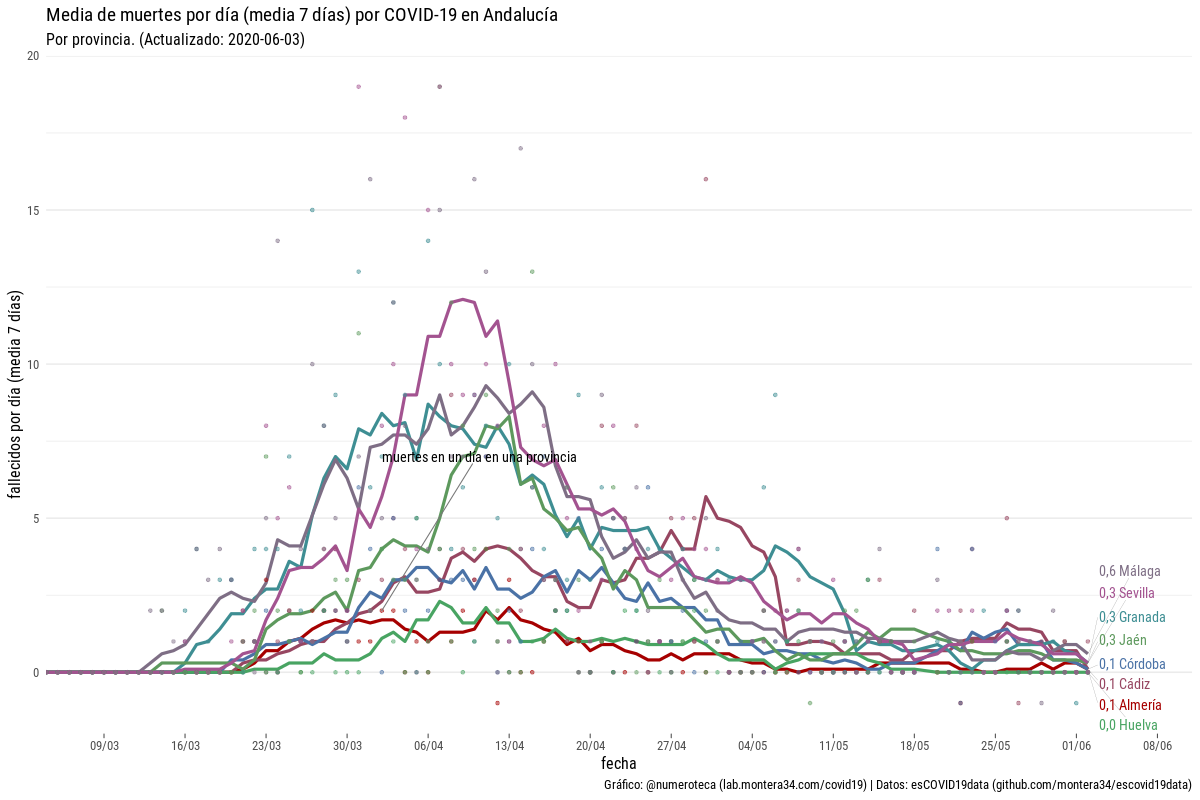 Media de muertes por día (media 7 días) por COVID-19 en Andalucía
Por provincia. (Actualizado: 2020-06-03)
fallecidos por día (media 7 días)
20
15
10
5
0
muertes en un día en una provincia
0,6 Málaga
0,3 Sevilla
0,3 Granada
0,3 Jaén
0,1 Córdoba
0,1 Cádiz
0,1 Almería
0,0 Huelva
09/03 16/03 23/03 30/03 06/04 13/04 20/04 27/04 04/05 11/05 18/05 25/05 01/06 08/06
fecha
Gráfico: @numeroteca (lab.montera34.com/covid19) | Datos: esCOVID19data (github.com/montera34/escovid19data)